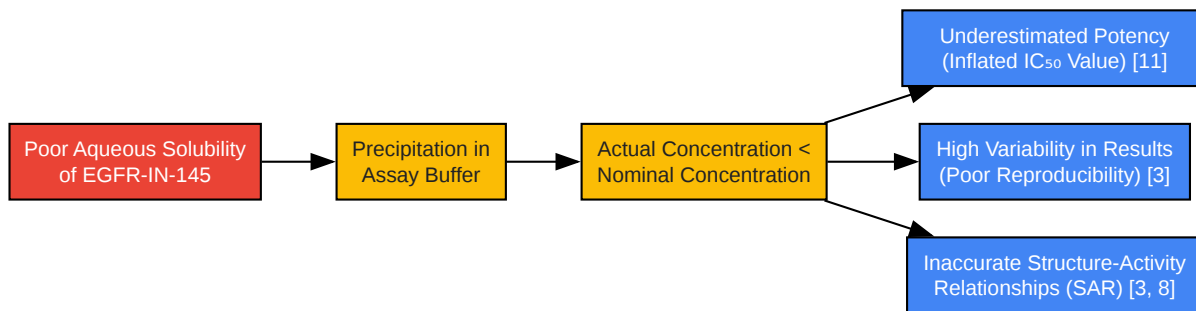 Poor Aqueous Solubility
of EGFR-IN-145
Precipitation in
Assay Buffer
Actual Concentration <
Nominal Concentration
Underestimated Potency
(Inflated IC₅₀ Value) [11]
High Variability in Results
(Poor Reproducibility) [3]
Inaccurate Structure-Activity
Relationships (SAR) [3, 8]